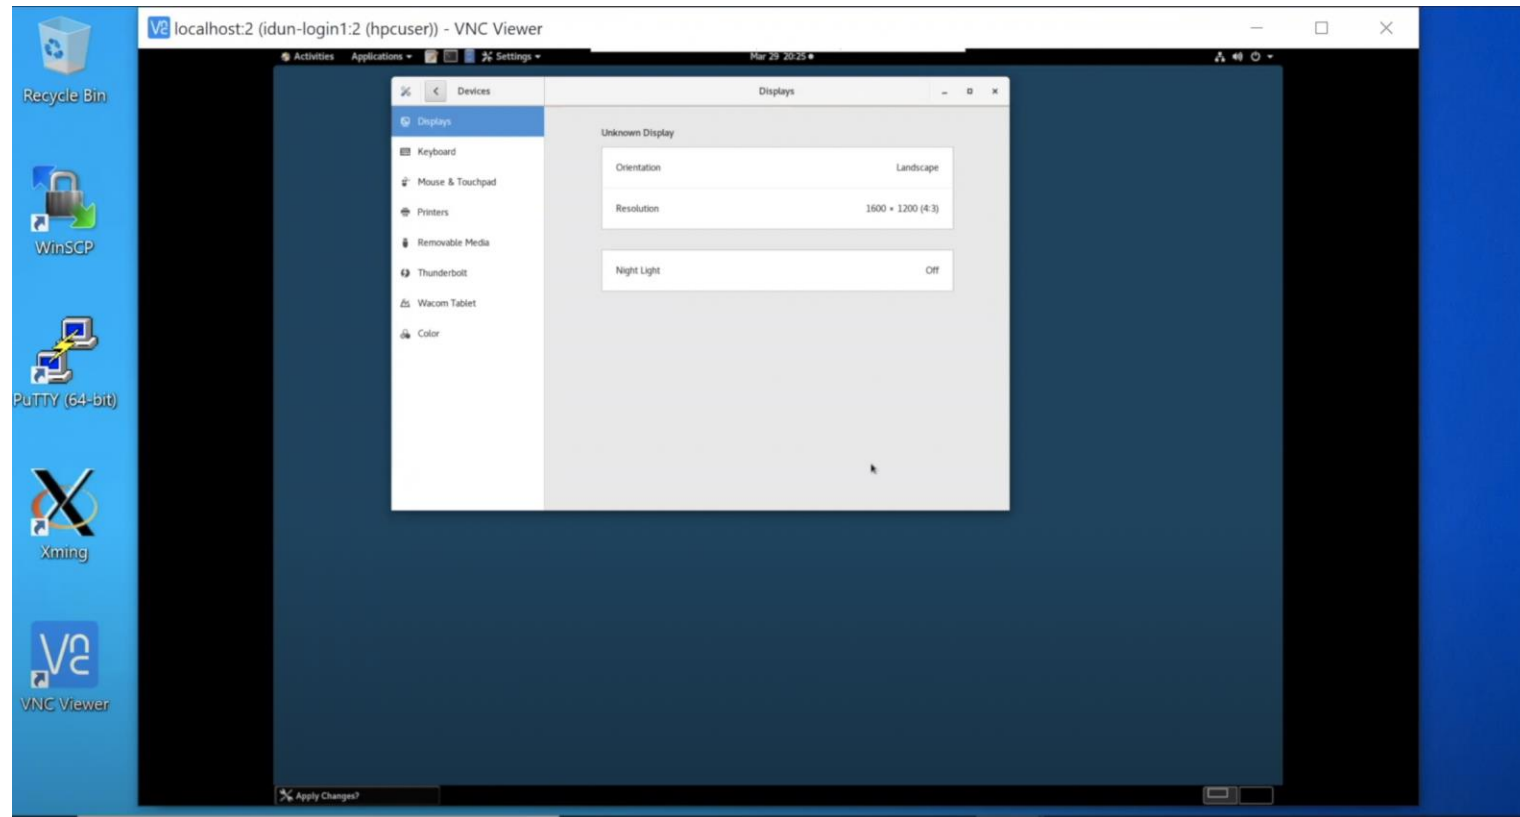 localhost:2 (idun-login1:2 (hpcuser)) - VNC Viewer
Activities Applications Settings Mar 29 20:25
Devices Displays
Displays
Keyboard
Mouse & Touchpad
Printers
Removable Media
Thunderbolt
Wacom Tablet
Color
Unknown Display
Orientation Landscape
Resolution 1600 × 1200 (4:3)
Night Light Off
Apply Changes?
Recycle Bin
WinSCP
PuTTY (64-bit)
Xming
VNC Viewer